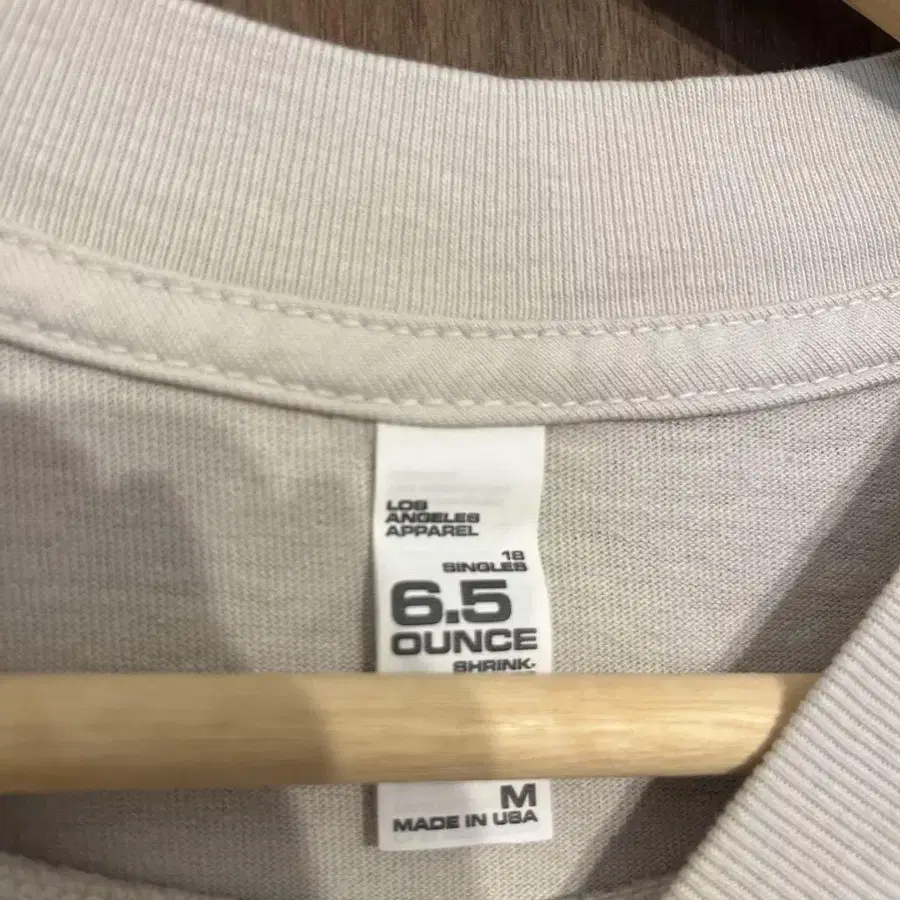 LOS
ANGELES
APPAREL
18
SINGLES
6.5
OUNCE
SHRINK-
M
MADE IN USA